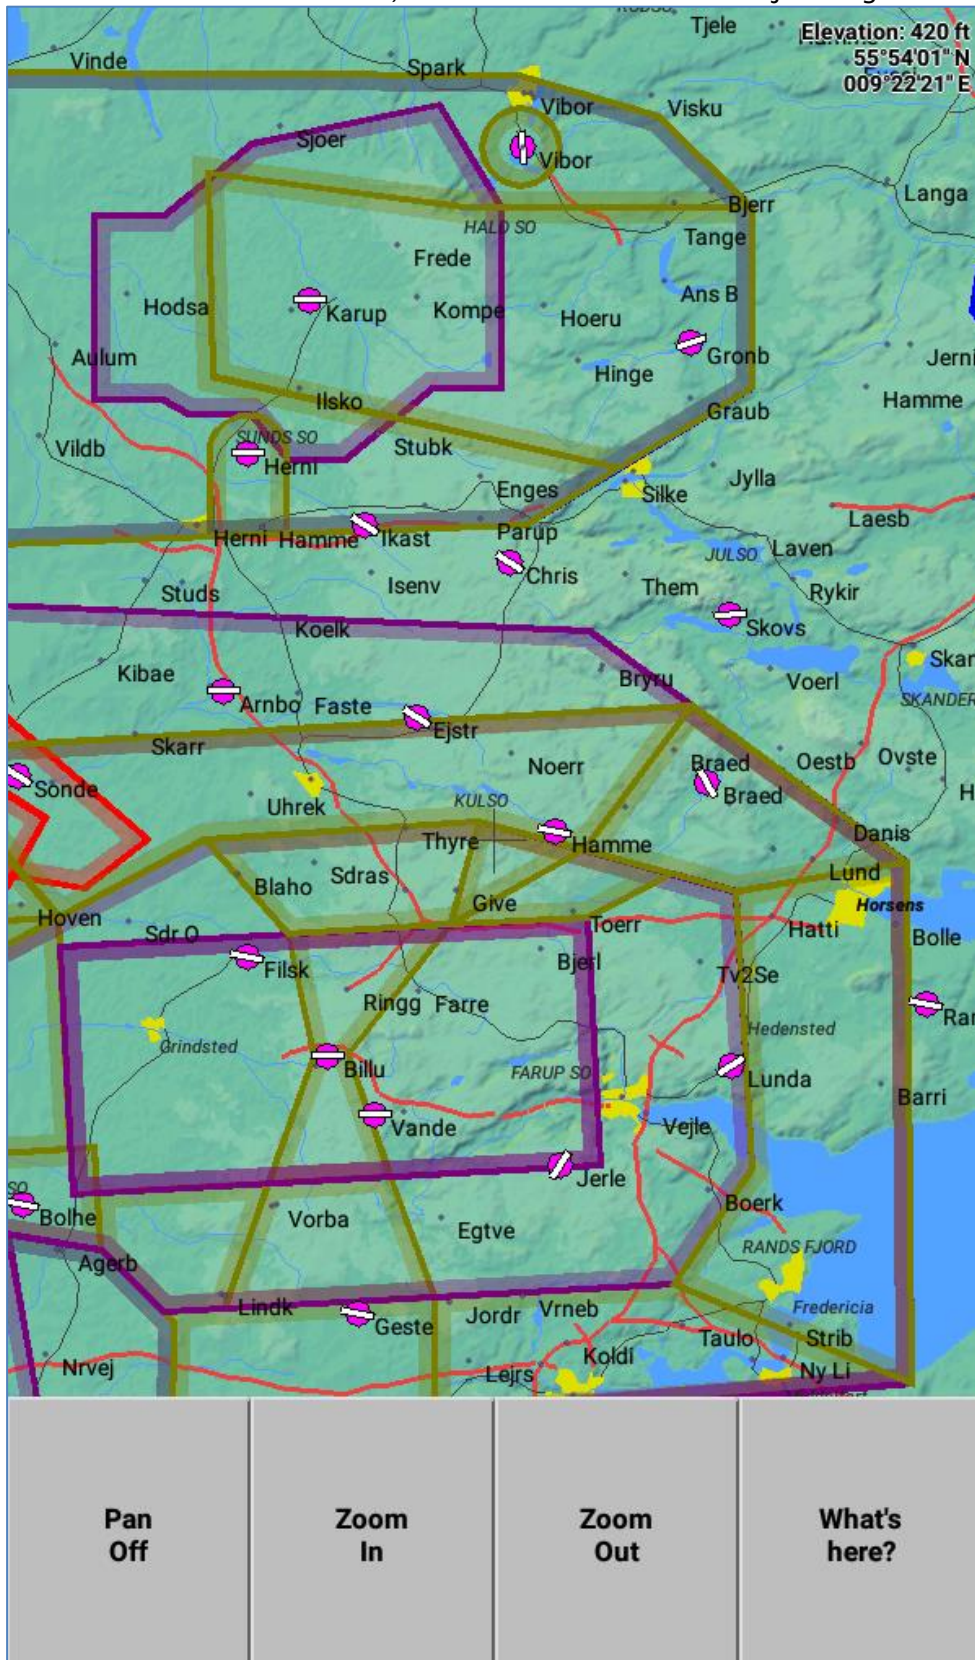 Tjele
Elevation: 420 ft
Vinde
55°54'01" N
Spark
009°22'21" E
Vibor
Visku
Sjoer
Vibor
Langa
Bjerr
HALD SO
Tange
Frede
Ans B
Hodsa
Karup
Kompe
Hoeru
Aulum
Gronb
Jerni
Hinge
Ilsko
Hamme
Graub
SUNDS SO
Vildb
Stubk
Herni
Jylla
Enges
Silke
Laesb
Herni
Hamme
Ikast
Parup
JULSO
Laven
Chris
Studs
Isenv
Them
Rykir
Koelk
Skovs
Kibae
Bryru
Voerl
Skan
Arnbo
Faste
SKANDER
Ejstr
Skarr
Noerr
Braed
Oestb
Ovste
Sonde
Braed
H
Uhrek
KULSO
Thyre
Hamme
Danis
Sdras
Lund
Blaho
Give
Horsens
Hoven
Toerr
Hatti
Sdr O
Bolle
Filsk
Bjerl
Tv2Se
Ringg
Farre
Ran
Grindsted
Hedensted
Billu
FARUP SO
Lunda
Barri
Vande
Vejle
Jerle
SO
Bolhe
Vorba
Egtve
Boerk
Agerb
RANDS FJORD
Lindk
Jordr
Vrneb
Fredericia
Geste
Taulo
Strib
Nrvej
Koldi
Lejrs
Ny Li
Pan
Off
Zoom
In
Zoom
Out
What's
here?